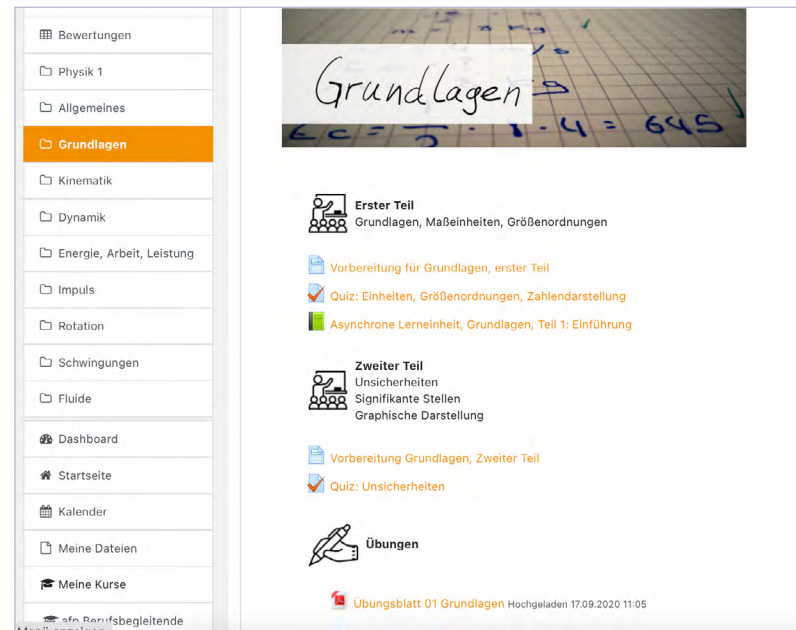 Bewertungen
Physik 1
Allgemeines
Grundlagen
Kinematik
Dynamik
Energie, Arbeit, Leistung
Impuls
Rotation
Schwingungen
Fluide
Dashboard
Startseite
Kalender
Meine Dateien
Meine Kurse
afp Berufsbegleitende
Grundlagen
= 645
Erster Teil
Grundlagen, Maßeinheiten, Größenordnungen
Vorbereitung für Grundlagen, erster Teil
Quiz: Einheiten, Größenordnungen, Zahlendarstellung
Asynchrone Lerneinheit, Grundlagen, Teil 1: Einführung
Zweiter Teil
Unsicherheiten
Signifikante Stellen
Graphische Darstellung
Vorbereitung Grundlagen, Zweiter Teil
Quiz: Unsicherheiten
Übungen
Übungsblatt 01 Grundlagen Hochgeladen 17.09.2020 11:05